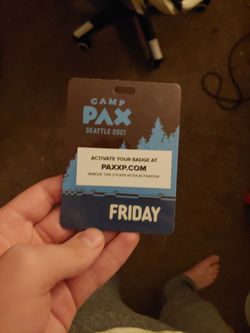 CAMP
PAX
SEATTLE 2021
ACTIVATE YOUR BADGE AT
PAXXP.COM
REMOVE THIS STICKER AFTER ACTIVATION
FRIDAY